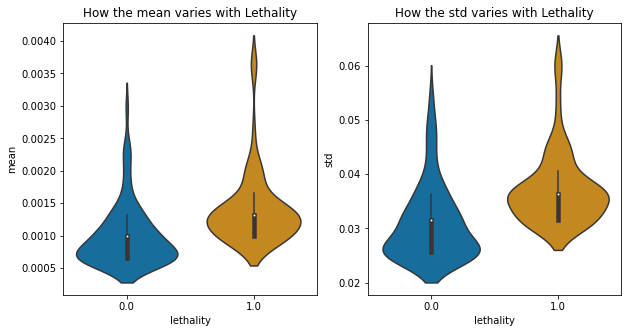 How the mean varies with Lethality
0.0040
0.0035
0.0030
0.0025
0.0020
0.0015
0.0010
0.0005
mean
0.0
1.0
lethality
How the std varies with Lethality
0.06
0.05
0.04
0.03
0.02
std
0.0
1.0
lethality